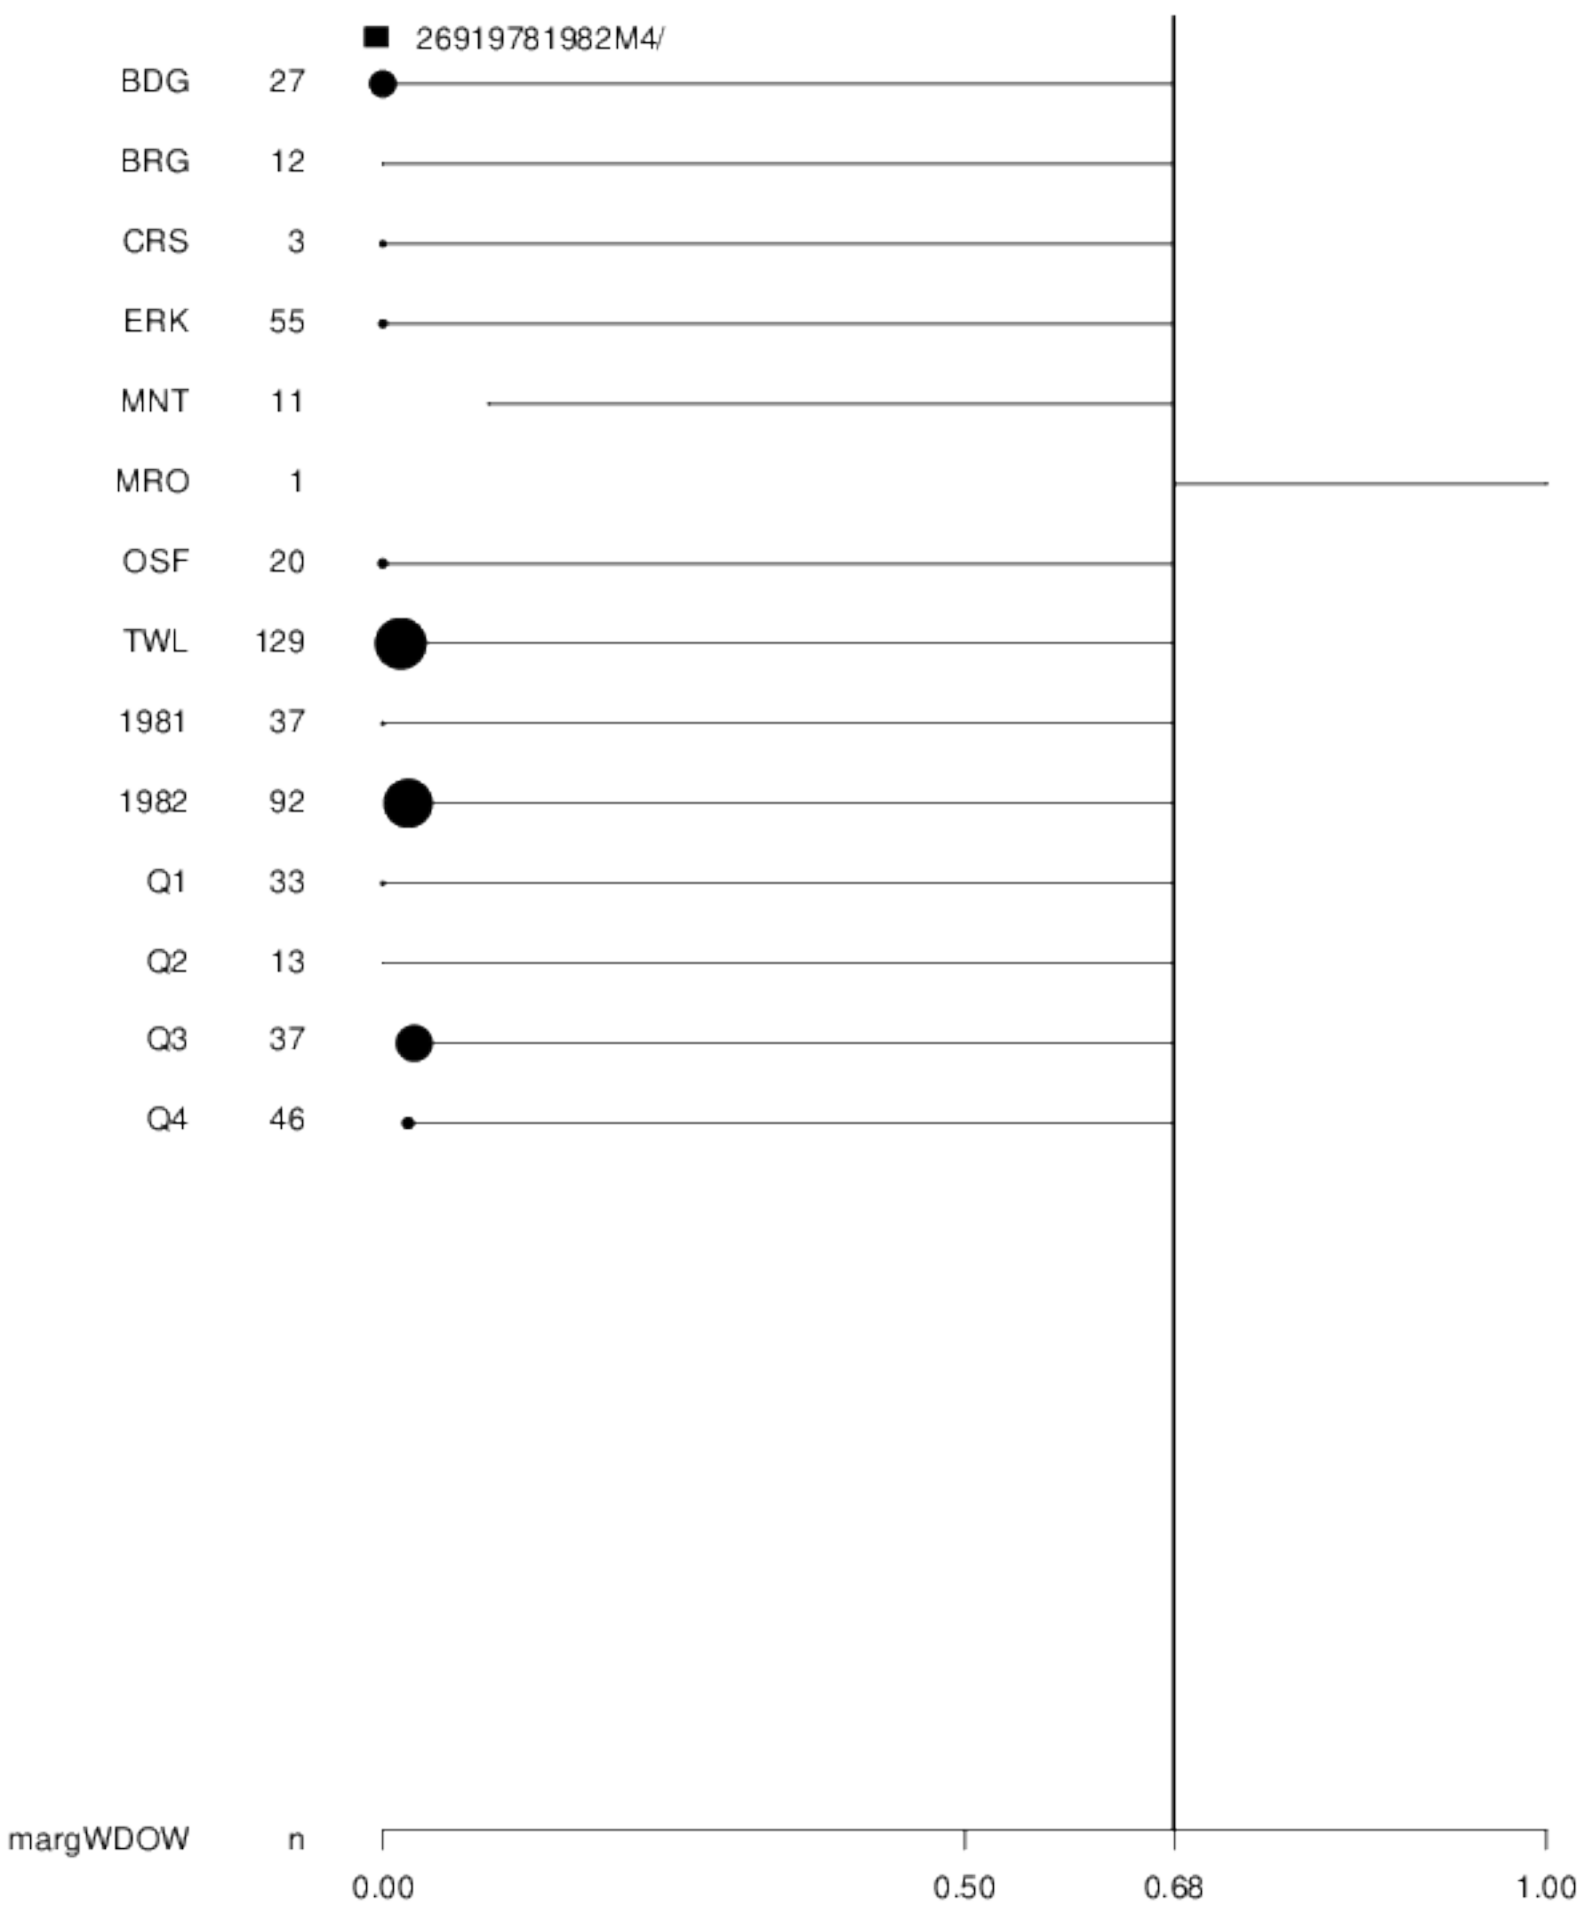 26919781982M4/
BDG 27
BRG 12
CRS 3
ERK 55
MNT 11
MRO 1
OSF 20
TWL 129
1981 37
1982 92
Q1 33
Q2 13
Q3 37
Q4 46
margWDOW n
0.00 0.50 0.68 1.00